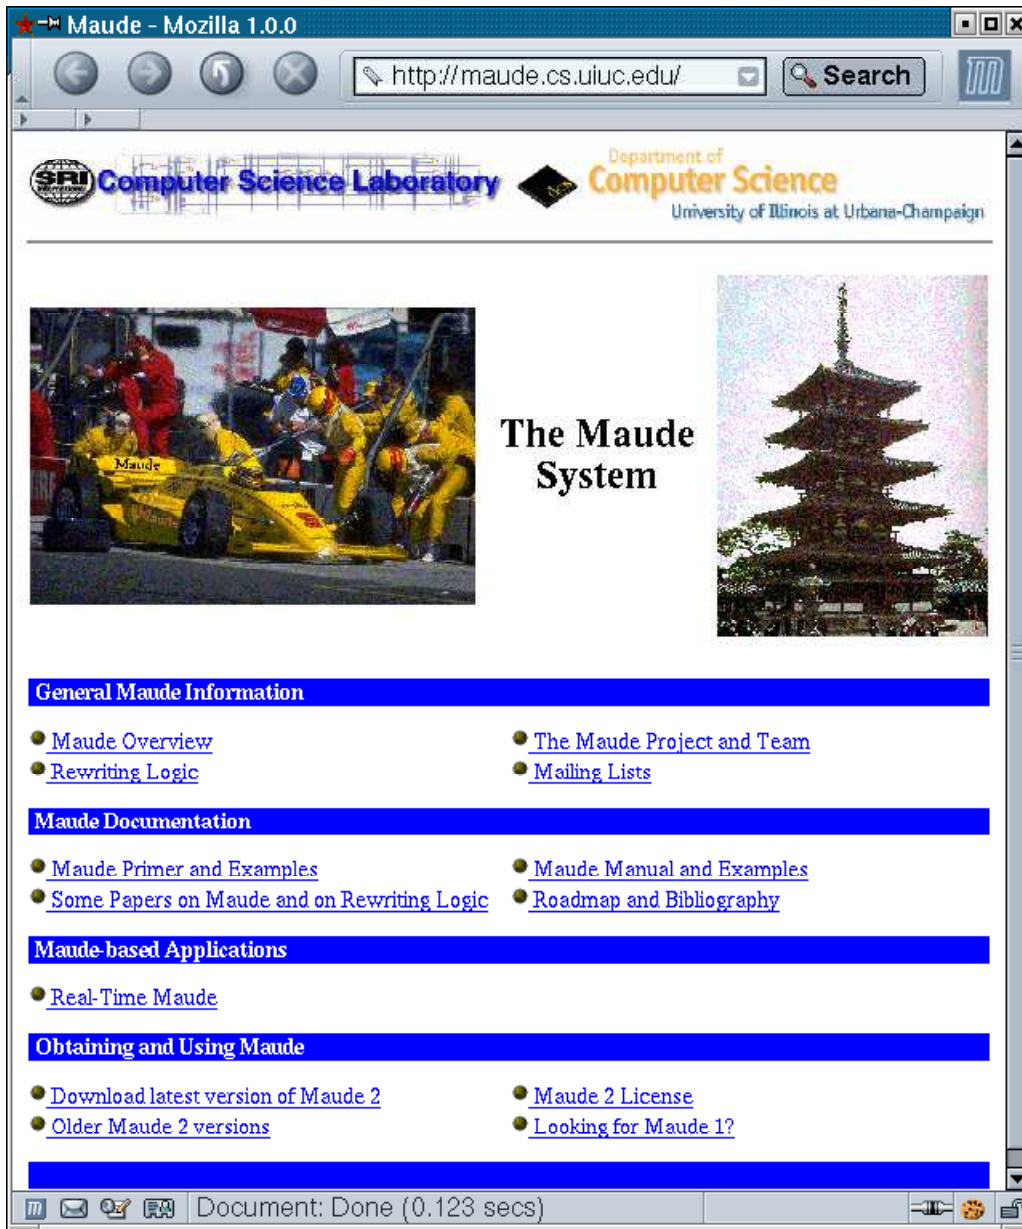 Maude - Mozilla 1.0.0
http://maude.cs.uiuc.edu/
Search
SRI International
Computer Science Laboratory
Department of
Computer Science
University of Illinois at Urbana-Champaign
Maude
The Maude
System
General Maude Information
Maude Overview
The Maude Project and Team
Rewriting Logic
Mailing Lists
Maude Documentation
Maude Primer and Examples
Maude Manual and Examples
Some Papers on Maude and on Rewriting Logic
Roadmap and Bibliography
Maude-based Applications
Real-Time Maude
Obtaining and Using Maude
Download latest version of Maude 2
Maude 2 License
Older Maude 2 versions
Looking for Maude 1?
Document: Done (0.123 secs)